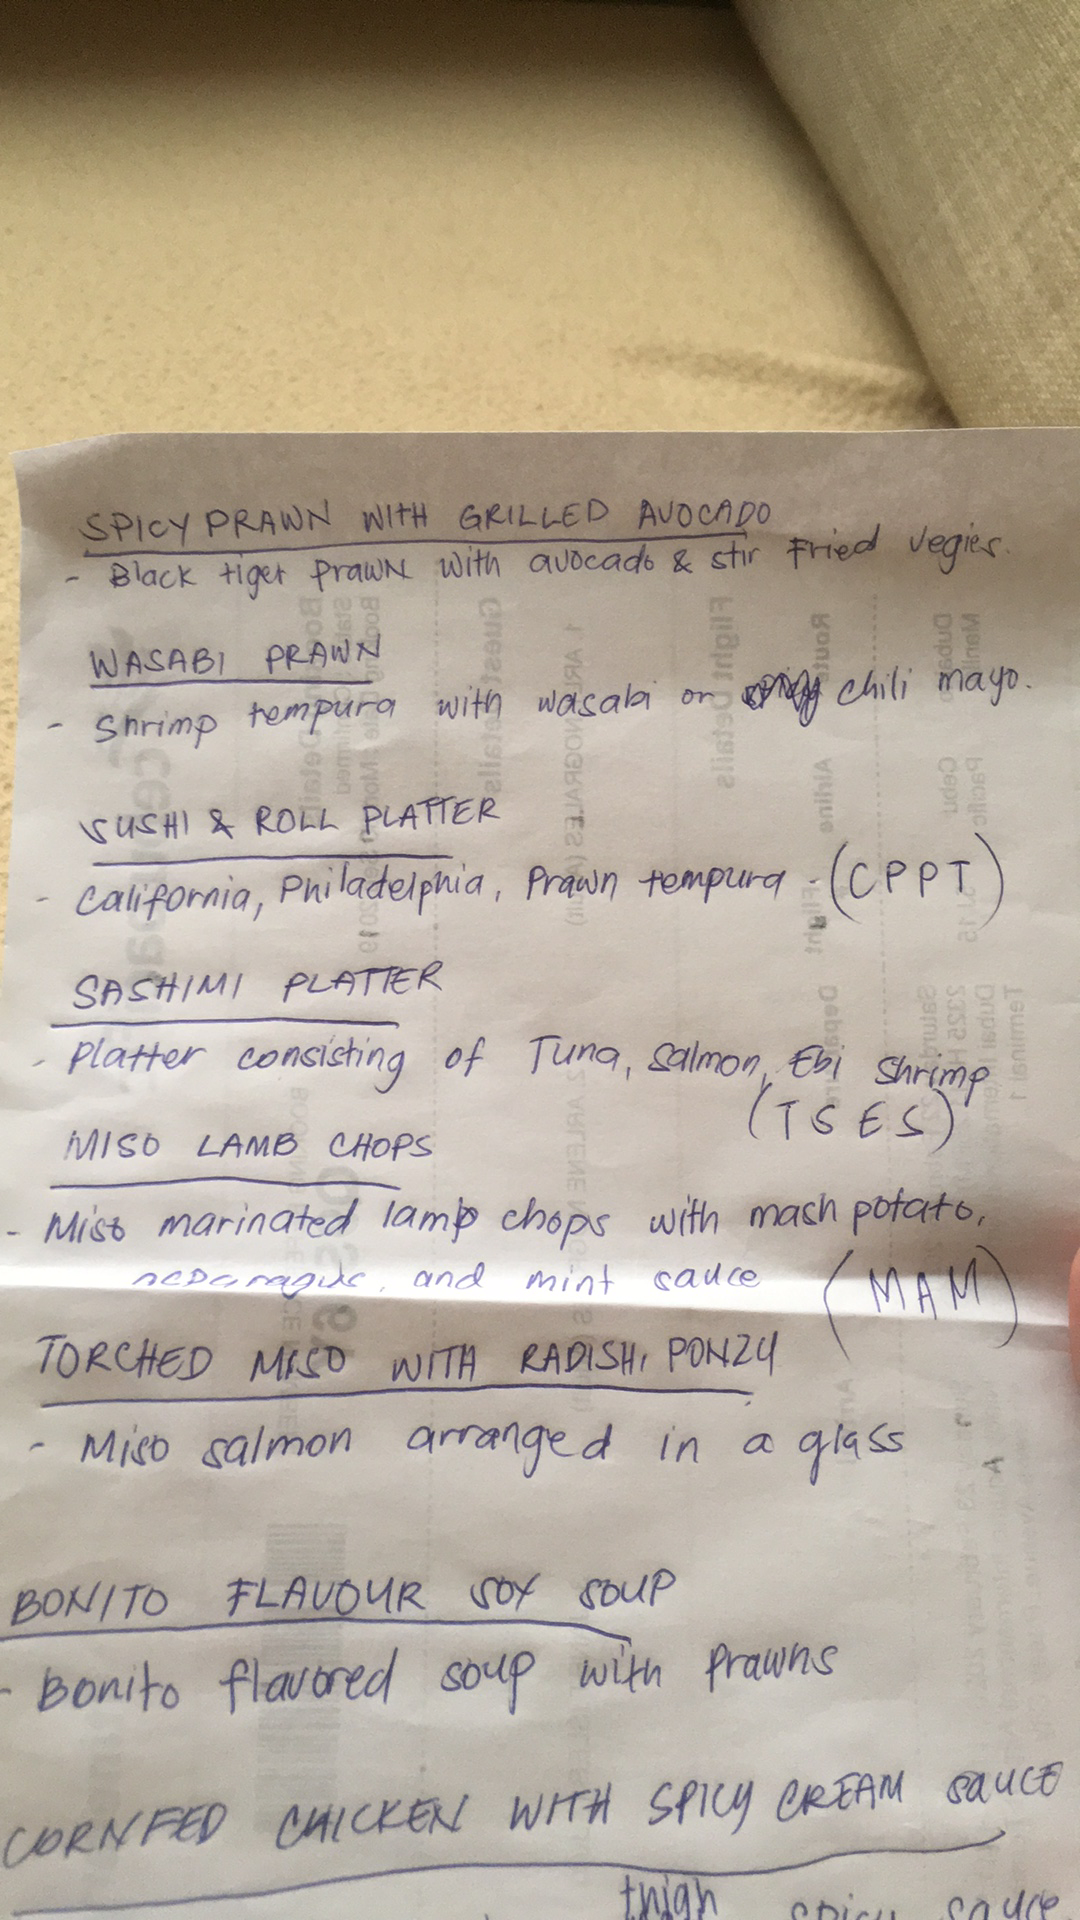 SPICY PRAWN WITH GRILLED AVOCADO
- Black tiger prawn with avocado & stir Fried vegies.
WASABI PRAWN
- Shrimp tempura with wasabi or chili mayo.
SUSHI & ROLL PLATTER
- California, Philadelphia, Prawn tempura - (CPPT)
SASHIMI PLATTER
- Platter consisting of Tuna, Salmon, Ebi Shrimp
(TSES)
MISO LAMB CHOPS
- Miso marinated lamb chops with mash potato,
asparagus, and mint sauce (MAM)
TORCHED MISO WITH RADISH, PONZU
- Miso salmon arranged in a glass
BONITO FLAVOUR SOY SOUP
- Bonito flavored soup with Prawns
CORNFED CHICKEN WITH SPICY CREAM SAUCE
thigh spicy sauce